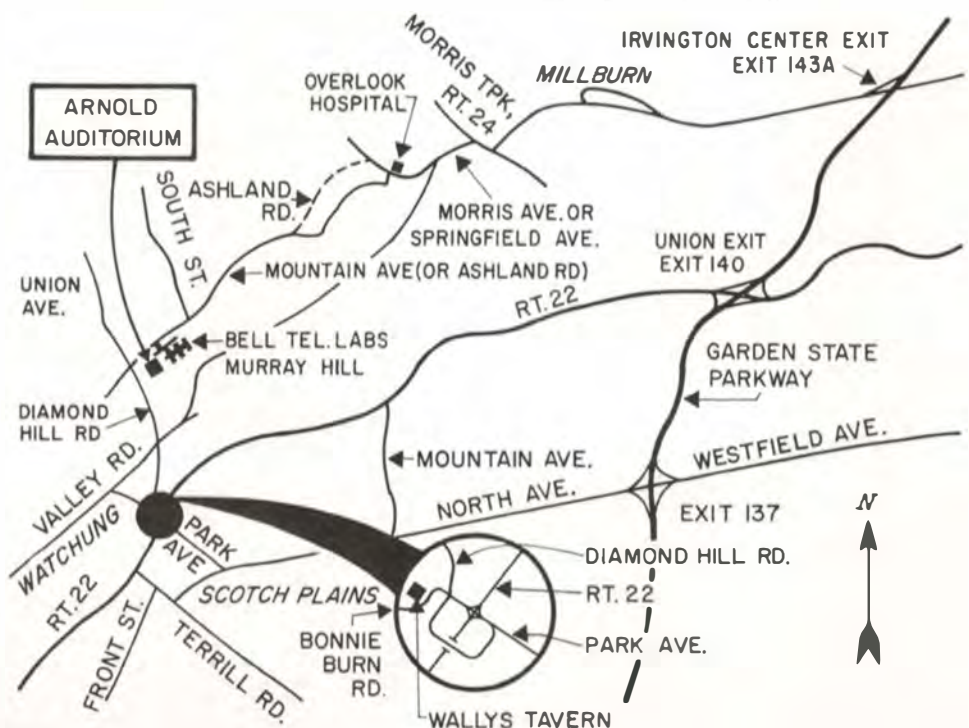 IRVINGTON CENTER EXIT
EXIT 143A
MORRIS TPK,
RT. 24
MILLBURN
OVERLOOK
HOSPITAL
ARNOLD
AUDITORIUM
SOUTH ST.
ASHLAND
RD.
MORRIS AVE. OR
SPRINGFIELD AVE.
UNION EXIT
EXIT 140
UNION
AVE.
MOUNTAIN AVE(OR ASHLAND RD)
RT. 22
BELL TEL. LABS
MURRAY HILL
GARDEN STATE
PARKWAY
DIAMOND
HILL RD
MOUNTAIN AVE.
WESTFIELD AVE.
NORTH AVE.
VALLEY RD.
WATCHUNG
PARK
AVE
EXIT 137
N
DIAMOND HILL RD.
SCOTCH PLAINS
RT. 22
RT. 22
FRONT ST.
TERRILL RD.
BONNIE
BURN
RD.
PARK AVE.
WALLYS TAVERN